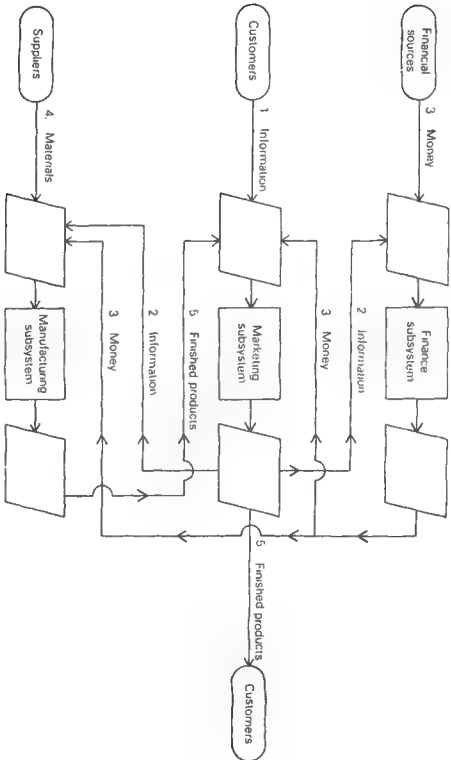 Financial
sources
3 Money
Finance
subsystem
2 Information
3 Money
Customers
1 Information
Marketing
subsystem
5 Finished products
Customers
5 Finished products
2 Information
3 Money
Suppliers
4. Materials
Manufacturing
subsystem